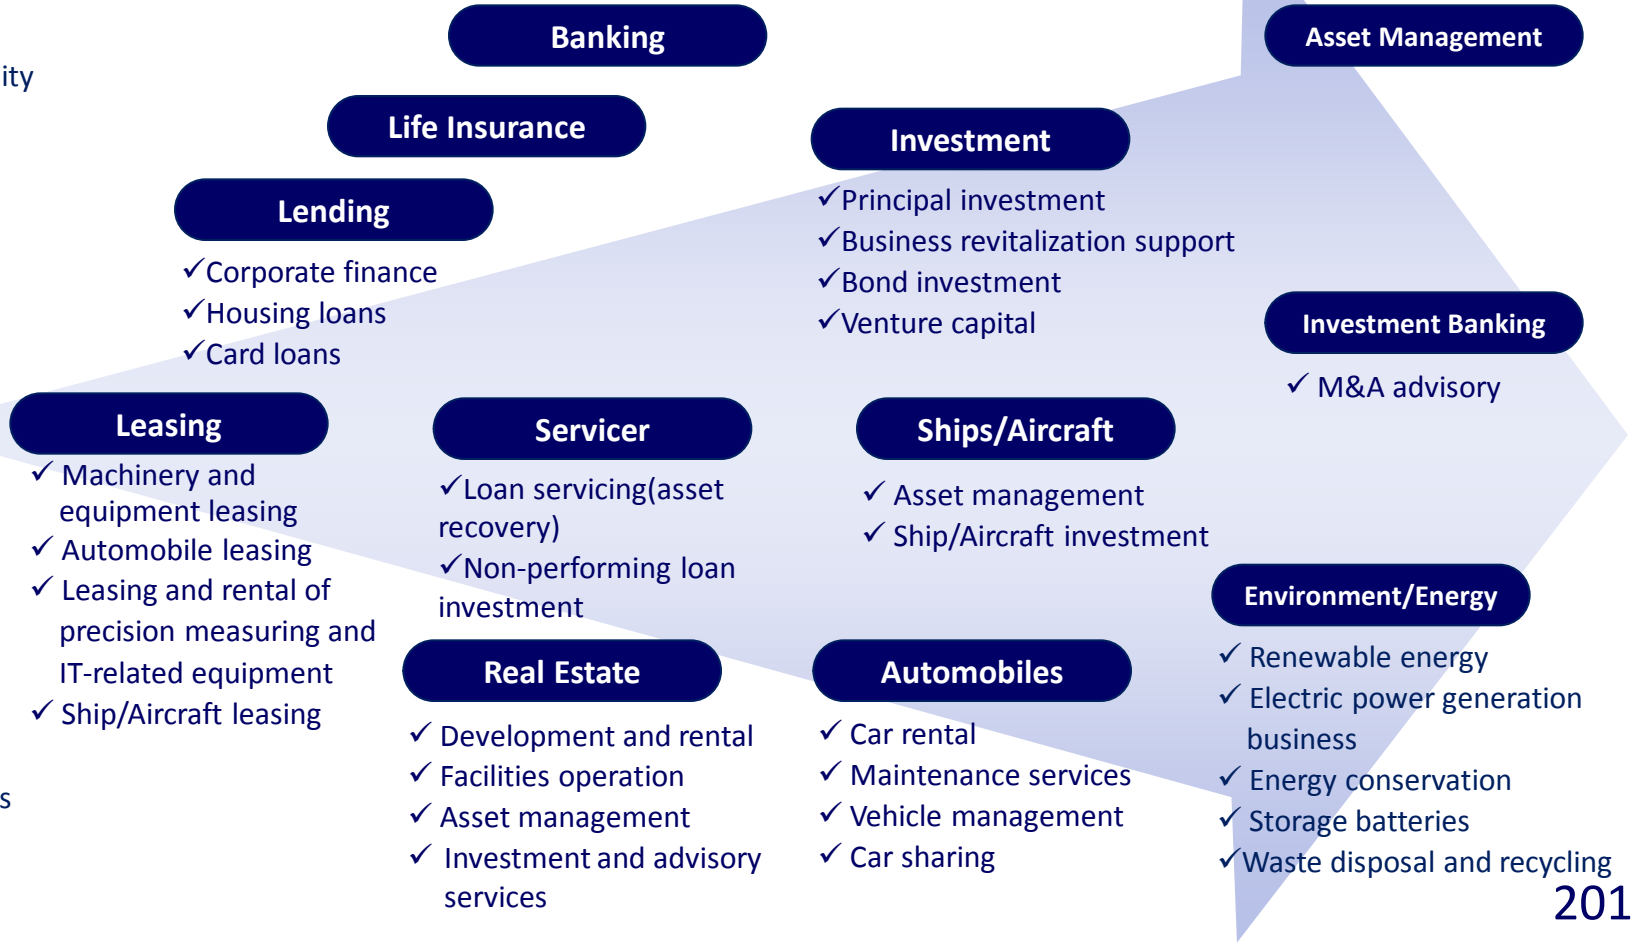 Banking
Asset Management
ity
Life Insurance
Investment
✓Principal investment
✓Business revitalization support
✓Bond investment
✓Venture capital
Lending
✓Corporate finance
✓Housing loans
✓Card loans
Investment Banking
✓ M&A advisory
Leasing
✓ Machinery and
equipment leasing
✓ Automobile leasing
✓ Leasing and rental of
precision measuring and
IT-related equipment
✓ Ship/Aircraft leasing
Servicer
✓Loan servicing(asset
recovery)
✓Non-performing loan
investment
Ships/Aircraft
✓ Asset management
✓ Ship/Aircraft investment
Real Estate
✓ Development and rental
✓ Facilities operation
✓ Asset management
✓ Investment and advisory
services
Automobiles
✓ Car rental
✓ Maintenance services
✓ Vehicle management
✓ Car sharing
Environment/Energy
✓ Renewable energy
✓ Electric power generation
business
✓ Energy conservation
✓ Storage batteries
✓Waste disposal and recycling
s
201